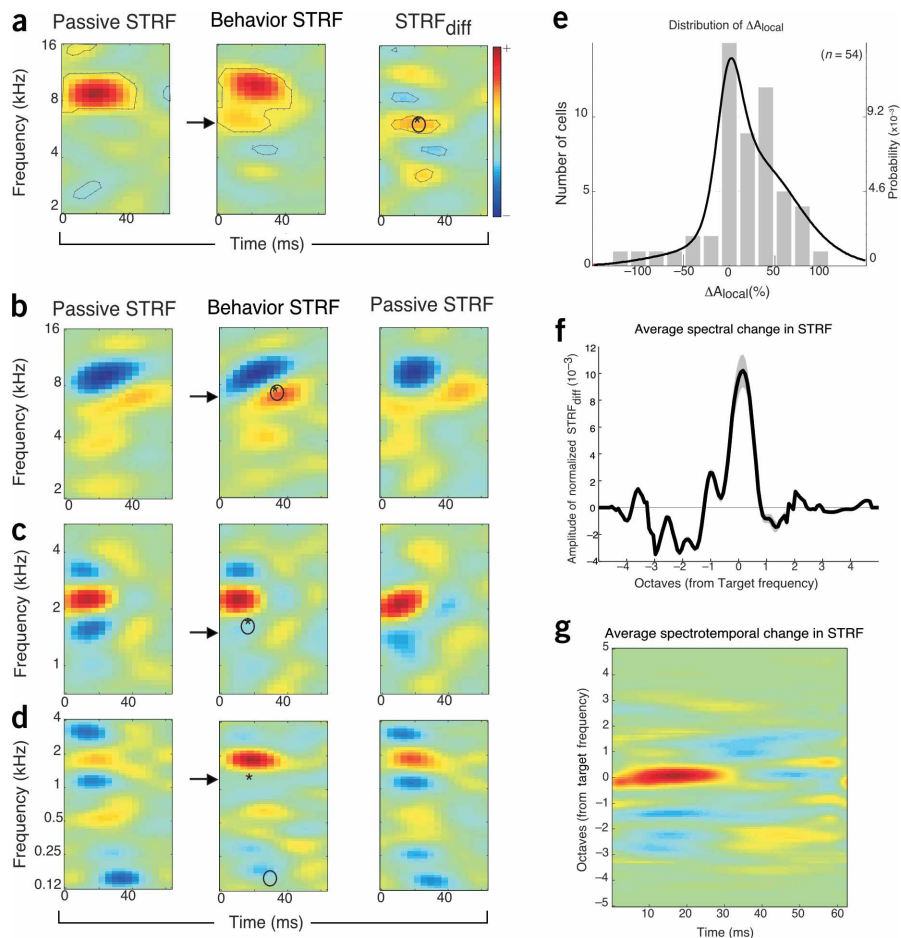 a
Passive STRF Behavior STRF STRFdiff
16
8
4
2
Frequency (kHz)
+
–
0 40 0 40 0 40
Time (ms)
b
Passive STRF Behavior STRF Passive STRF
16
8
4
2
Frequency (kHz)
*
0 40 0 40 0 40
c
4
2
1
Frequency (kHz)
*
0 40 0 40 0 40
d
4
2
1
0.5
0.25
0.12
Frequency (kHz)
*
0 40 0 40 0 40
Time (ms)
e
Distribution of ΔAlocal
(n = 54)
10
5
Number of cells
9.2
4.6
0
Probability (x10⁻³)
–100 –50 0 50 100
ΔAlocal(%)
f
Average spectral change in STRF
12
10
8
6
4
2
0
–2
–4
Amplitude of normalized STRFdiff (10⁻³)
–4 –3 –2 –1 0 1 2 3 4
Octaves (from Target frequency)
g
Average spectrotemporal change in STRF
5
4
3
2
1
0
–1
–2
–3
–4
–5
Octaves (from target frequency)
10 20 30 40 50 60
Time (ms)